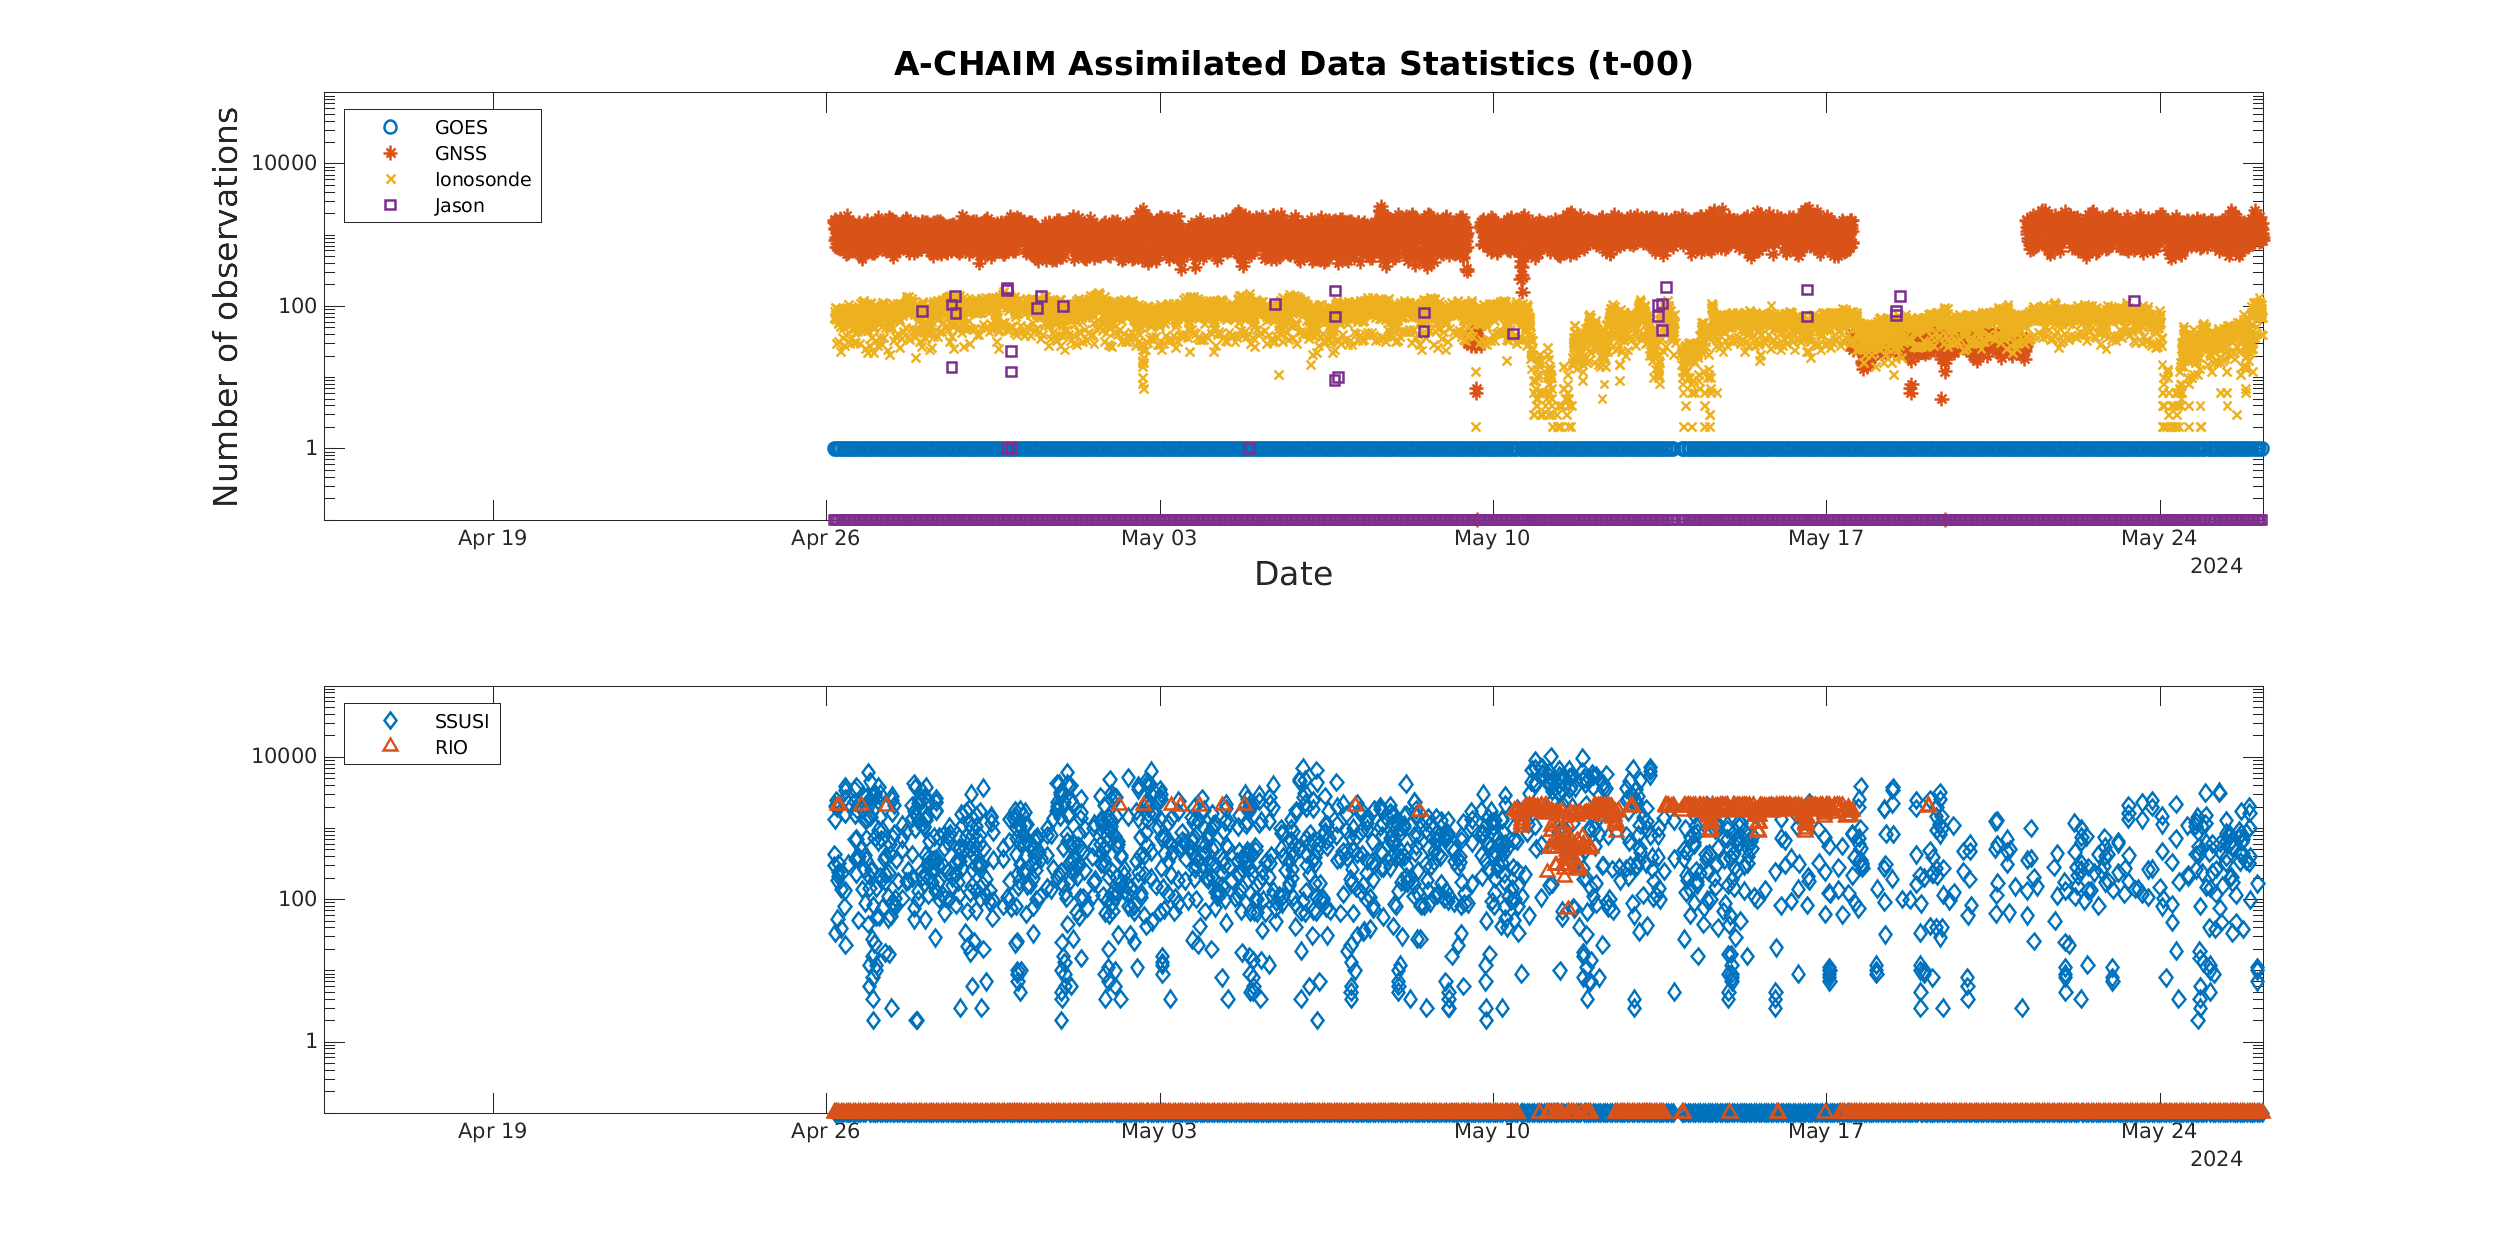 A-CHAIM Assimilated Data Statistics (t-00)
Number of observations
10000
100
1
GOES
GNSS
Ionosonde
Jason
Apr 19
Apr 26
May 03
May 10
May 17
May 24
2024
Date
10000
100
1
SSUSI
RIO
Apr 19
Apr 26
May 03
May 10
May 17
May 24
2024